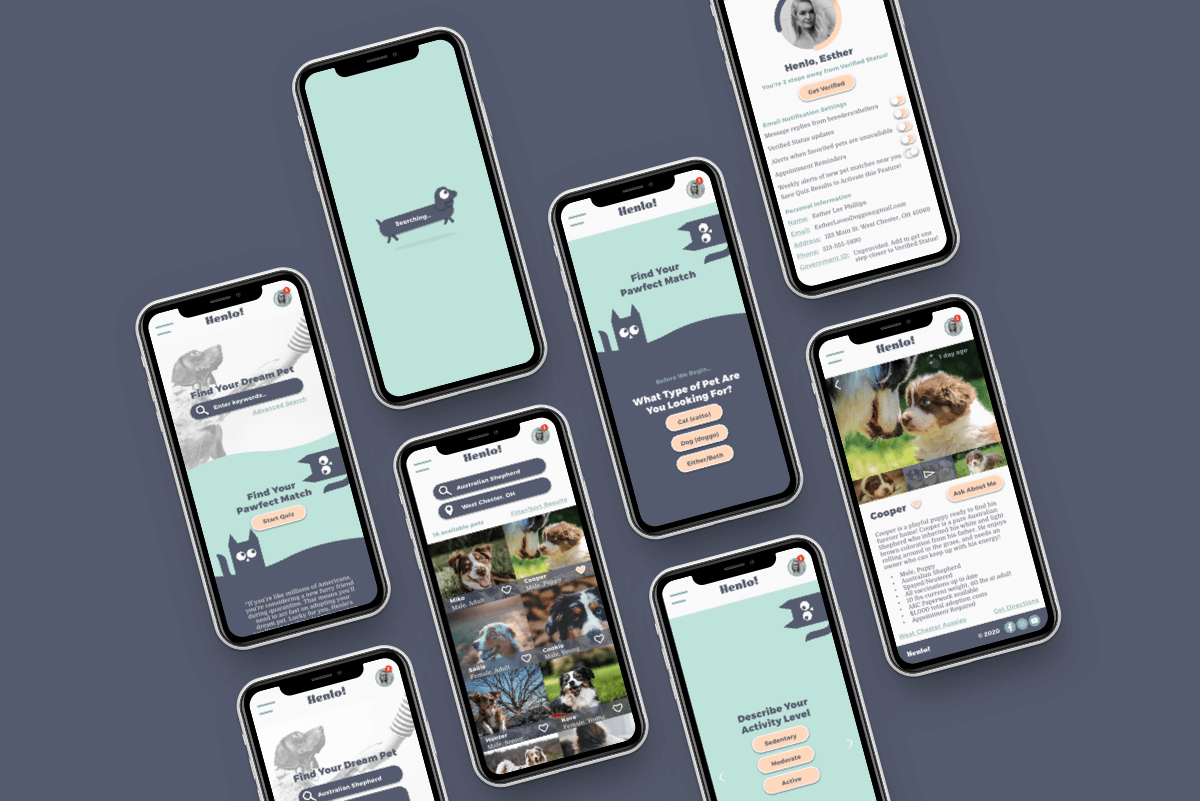 Searching...
Henlo, Esther
You're 2 steps away from Verified Status!
Get Verified
Email Notification Settings
Message replies from breeders/shelters
Verified Status updates
Alerts when favorited pets are unavailable
Appointment Reminders
Weekly alerts of new pet matches near you
Save Quiz Results to Activate this Feature!
Personal Information
Name: Esther Lee Phillips
Email: EstherLovesDoggos@gmail.com
Address: 123 Main St. West Chester, OH 45069
Phone: 513-555-5890
Government ID: Unprovided. Add to get one
step closer to Verified Status!
Henlo!
Find Your
Pawfect Match
Before We Begin...
What Type of Pet Are
You Looking For?
Cat (catto)
Dog (doggo)
Either/Both
Henlo!
Find Your Dream Pet
Enter keywords...
Advanced Search
Find Your
Pawfect Match
Start Quiz
"If you're like millions of Americans,
you're considering a new furry friend
during quarantine. That means you'll
need to act fast on adopting your
dream pet. Lucky for you, Henlo's
Henlo!
1 day ago
Ask About Me
Cooper
Cooper is a playful puppy ready to find his
furever home! Cooper is a pure Australian
Shepherd who inherited his white and light
brown coloration from his father. He enjoys
rolling around in the grass, and needs an
owner who can keep up with his energy!
• Male, Puppy
• Australian Shepherd
• Spayed/Neutered
• All vaccinations up to date
• 10 lbs current weight, 60 lbs at adult
• AKC Paperwork available
• $1,000 total adoption costs
• Appointment Required
West Chester Aussies
Get Directions
Henlo!
© 2020
Henlo!
Australian Shepherd
West Chester, OH
available pets
Filter/Sort Results
Miko
Male, Adult
Cooper
Male, Puppy
Sadie
Female, Adult
Cookie
Male, Young
Hunter
Male, Senior
Kora
Female, Young
Henlo!
Describe Your
Activity Level
Sedentary
Moderate
Active
Henlo!
Find Your Dream Pet
Australian Shepherd